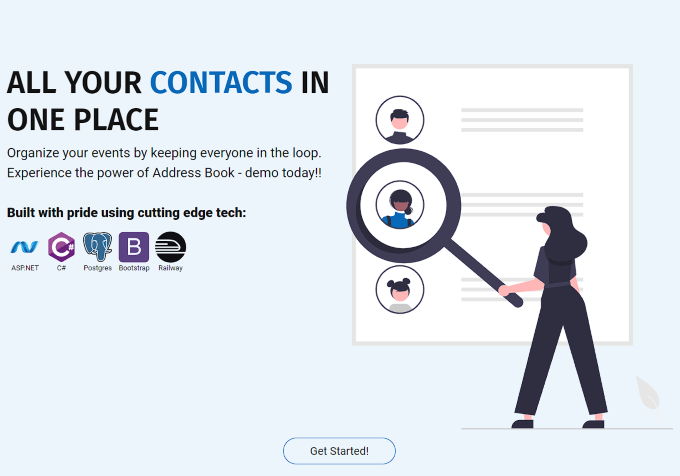 ALL YOUR CONTACTS IN
ONE PLACE
Organize your events by keeping everyone in the loop.
Experience the power of Address Book - demo today!!
Built with pride using cutting edge tech:
C#
B
ASP.NET C# Postgres Bootstrap Railway
Get Started!